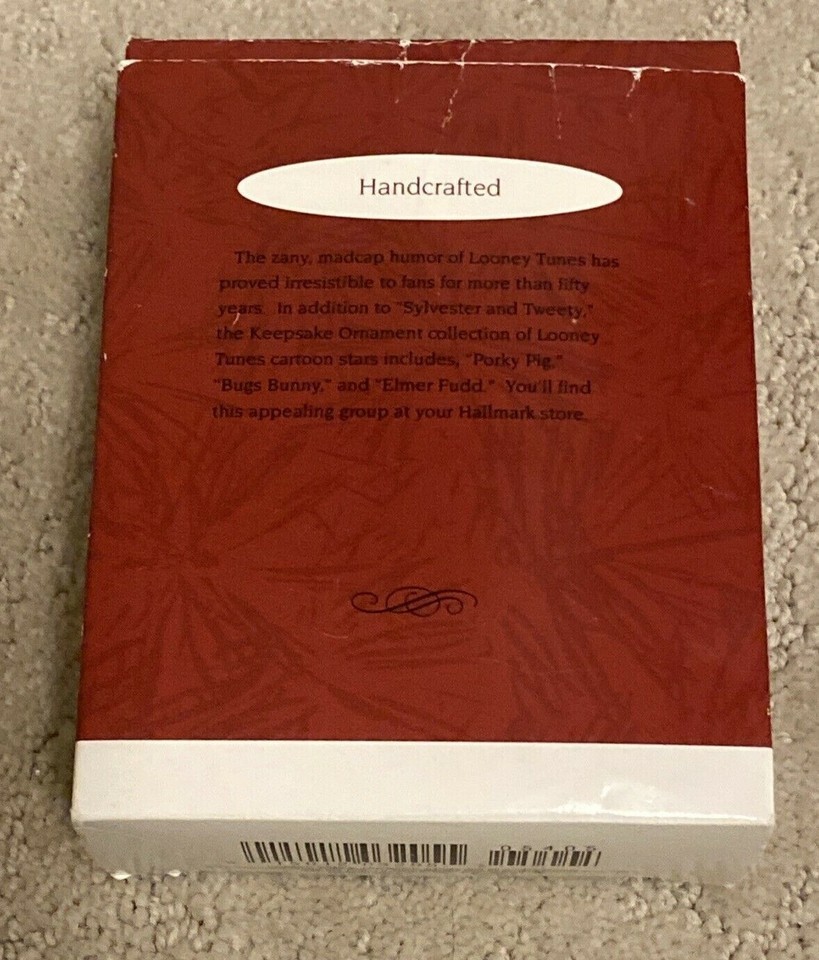 Handcrafted
The zany, madcap humor of Looney Tunes has
proved irresistible to fans for more than fifty
years. In addition to "Sylvester and Tweety,"
the Keepsake Ornament collection of Looney
Tunes cartoon stars includes, "Porky Pig,"
"Bugs Bunny," and "Elmer Fudd." You'll find
this appealing group at your Hallmark store.